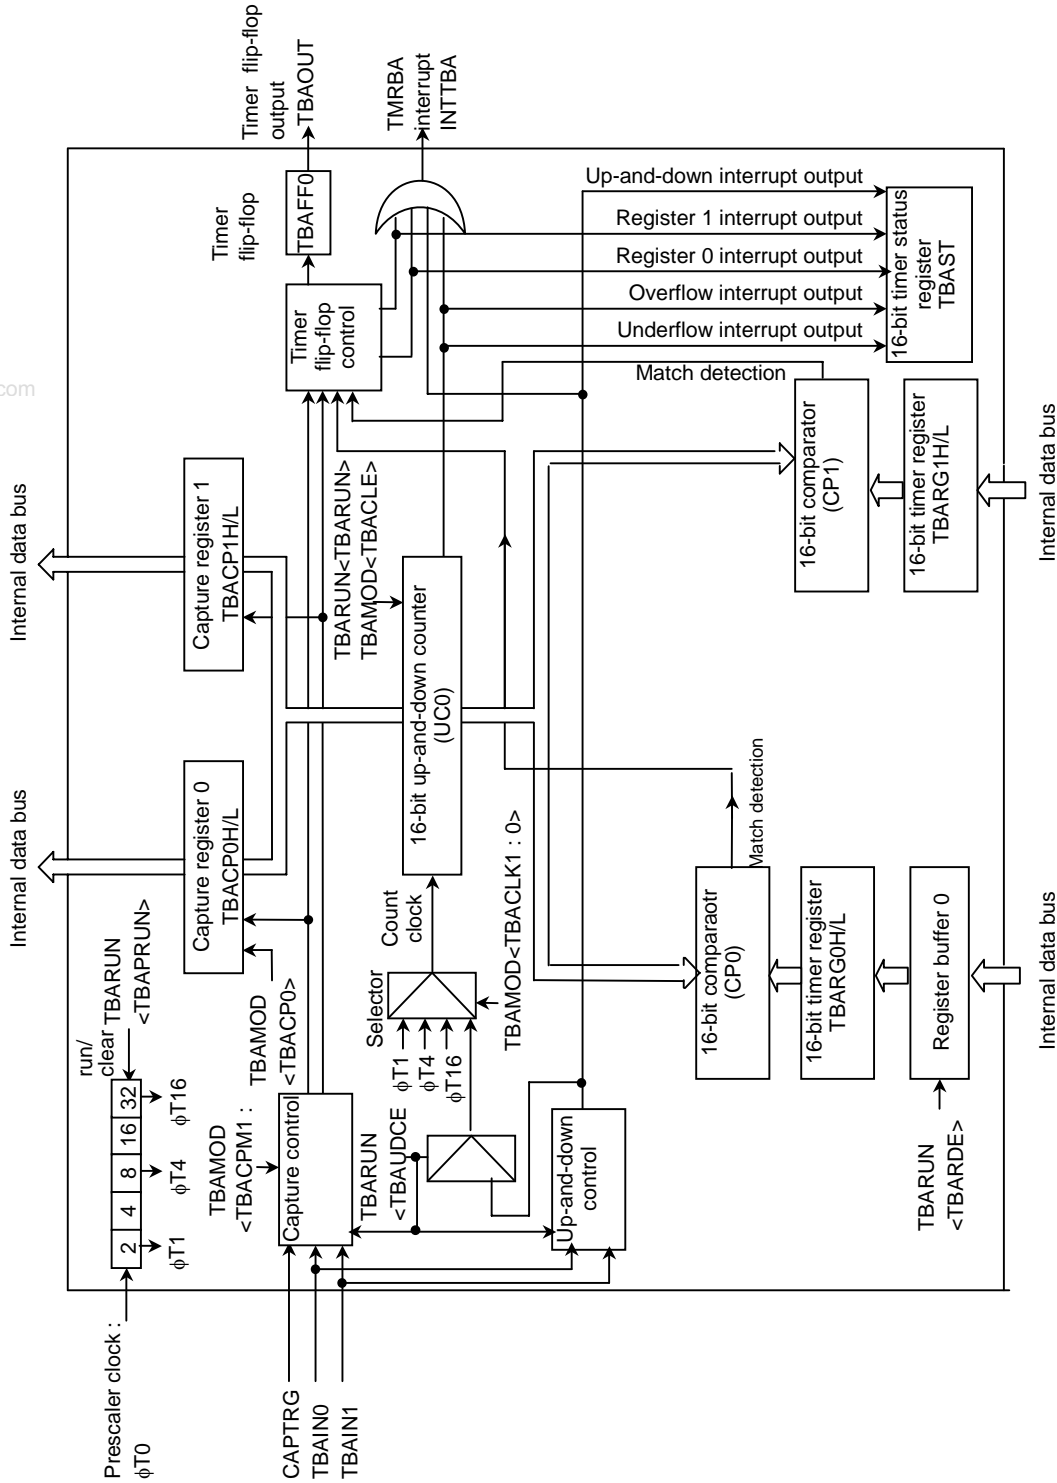 Prescaler clock :
φT0
2 4 8 16 32
φT1
φT4
φT16
run/
clear
TBARUN
<TBAPRUN>
Internal data bus
Internal data bus
Capture register 0
TBACP0H/L
Capture register 1
TBACP1H/L
TBAMOD
<TBACP0>
TBAMOD
<TBACPM1 :
Capture control
CAPTRG
TBAIN0
TBAIN1
TBARUN
<TBAUDCE
Selector
φT1
φT4
φT16
Count
clock
TBAMOD<TBACLK1 : 0>
TBARUN<TBARUN>
TBAMOD<TBACLE>
16-bit up-and-down counter
(UC0)
Up-and-down
control
Timer
flip-flop
control
Timer
flip-flop
TBAFF0
Timer flip-flop
output
TBAOUT
TMRBA
interrupt
INTTBA
Up-and-down interrupt output
Register 1 interrupt output
Register 0 interrupt output
Overflow interrupt output
Underflow interrupt output
16-bit timer status
register
TBAST
Match detection
Match detection
16-bit comparaotr
(CP0)
16-bit timer register
TBARG0H/L
Register buffer 0
TBARUN
<TBARDE>
Internal data bus
16-bit comparator
(CP1)
16-bit timer register
TBARG1H/L
Internal data bus
com